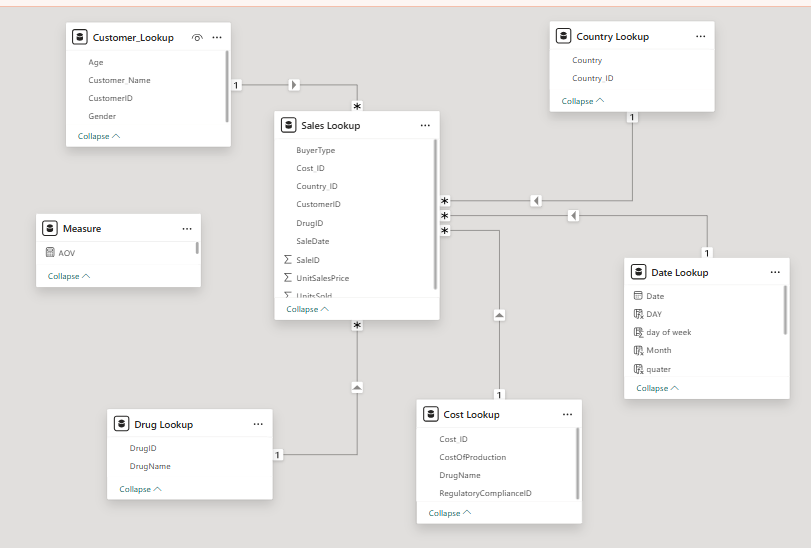 Customer_Lookup
Age
Customer_Name
CustomerID
Gender
Collapse
1
*
Country Lookup
Country
Country_ID
Collapse
1
Sales Lookup
BuyerType
Cost_ID
Country_ID
CustomerID
DrugID
SaleDate
SaleID
UnitSalesPrice
UnitsSold
Collapse
*
*
*
*
Measure
AOV
Collapse
1
Date Lookup
Date
DAY
day of week
Month
quater
Collapse
Drug Lookup
DrugID
DrugName
Collapse
1
1
Cost Lookup
Cost_ID
CostOfProduction
DrugName
RegulatoryComplianceID
Collapse